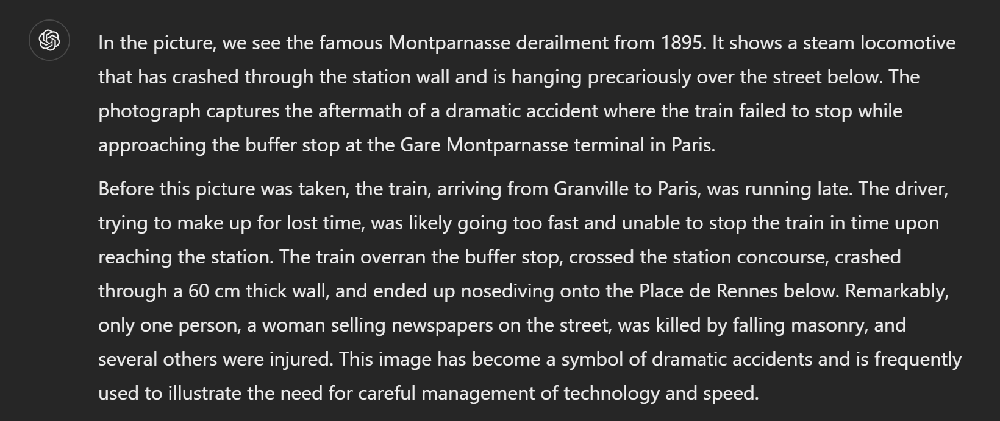 In the picture, we see the famous Montparnasse derailment from 1895. It shows a steam locomotive
that has crashed through the station wall and is hanging precariously over the street below. The
photograph captures the aftermath of a dramatic accident where the train failed to stop while
approaching the buffer stop at the Gare Montparnasse terminal in Paris.
Before this picture was taken, the train, arriving from Granville to Paris, was running late. The driver,
trying to make up for lost time, was likely going too fast and unable to stop the train in time upon
reaching the station. The train overran the buffer stop, crossed the station concourse, crashed
through a 60 cm thick wall, and ended up nosediving onto the Place de Rennes below. Remarkably,
only one person, a woman selling newspapers on the street, was killed by falling masonry, and
several others were injured. This image has become a symbol of dramatic accidents and is frequently
used to illustrate the need for careful management of technology and speed.